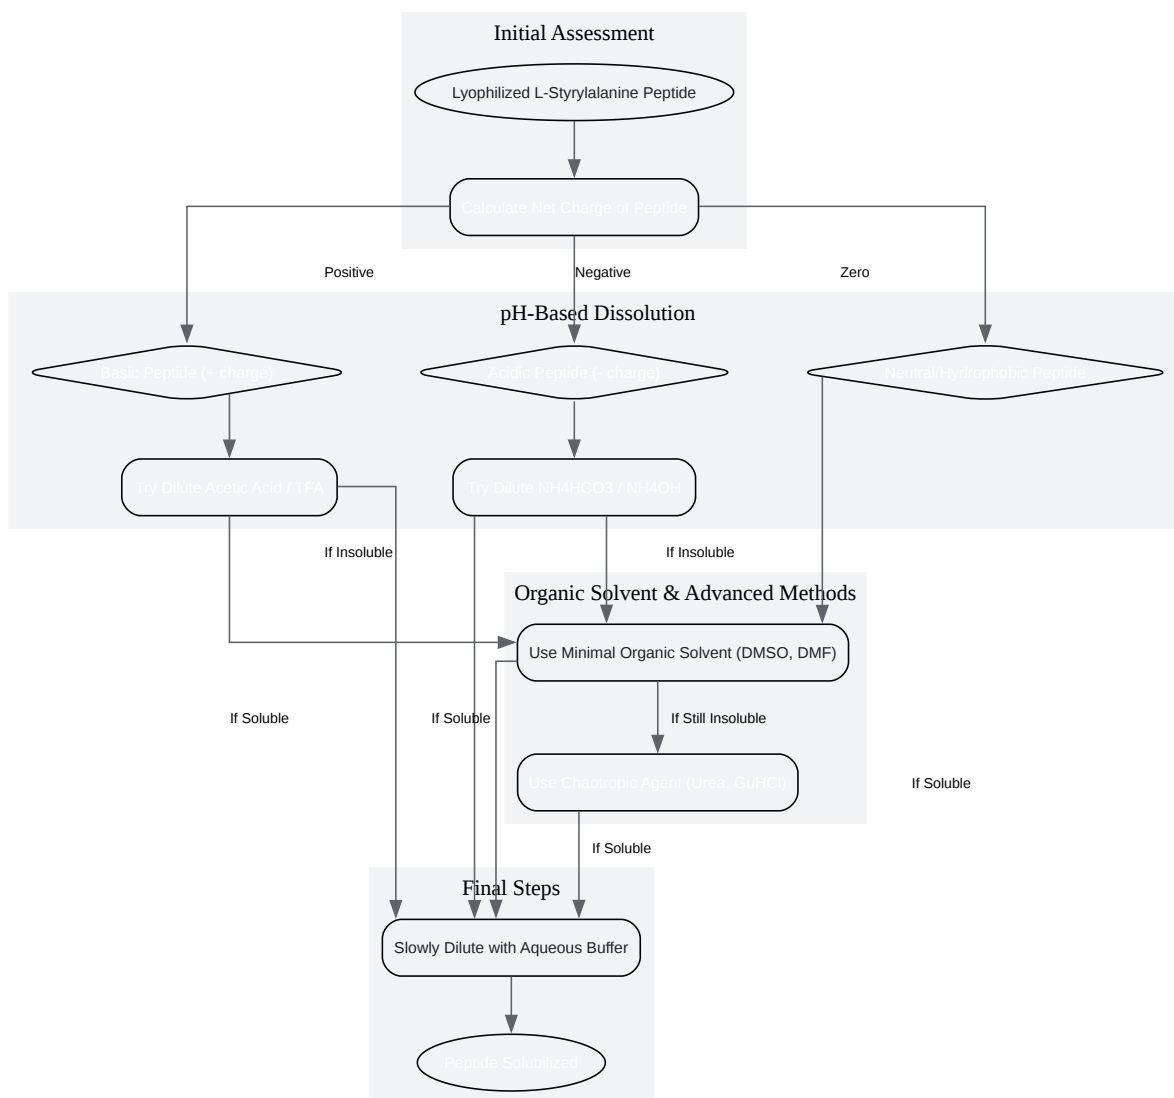 Initial Assessment
Lyophilized L-Styrylalanine Peptide
Calculate Net Charge of Peptide
Positive
Negative
Zero
pH-Based Dissolution
Basic Peptide (+ charge)
Acidic Peptide (- charge)
Neutral/Hydrophobic Peptide
Try Dilute Acetic Acid / TFA
Try Dilute NH4HCO3 / NH4OH
If Insoluble
If Insoluble
Organic Solvent & Advanced Methods
Use Minimal Organic Solvent (DMSO, DMF)
If Soluble
If Soluble
If Still Insoluble
Use Chaotropic Agent (Urea, GuHCl)
If Soluble
If Soluble
Final Steps
Slowly Dilute with Aqueous Buffer
Peptide Solubilized